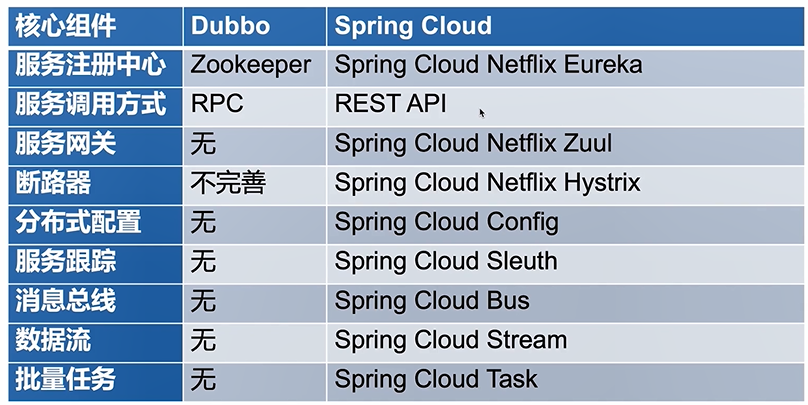 核心组件 Dubbo Spring Cloud
服务注册中心 Zookeeper Spring Cloud Netflix Eureka
服务调用方式 RPC REST API
服务网关 无 Spring Cloud Netflix Zuul
断路器 不完善 Spring Cloud Netflix Hystrix
分布式配置 无 Spring Cloud Config
服务跟踪 无 Spring Cloud Sleuth
消息总线 无 Spring Cloud Bus
数据流 无 Spring Cloud Stream
批量任务 无 Spring Cloud Task